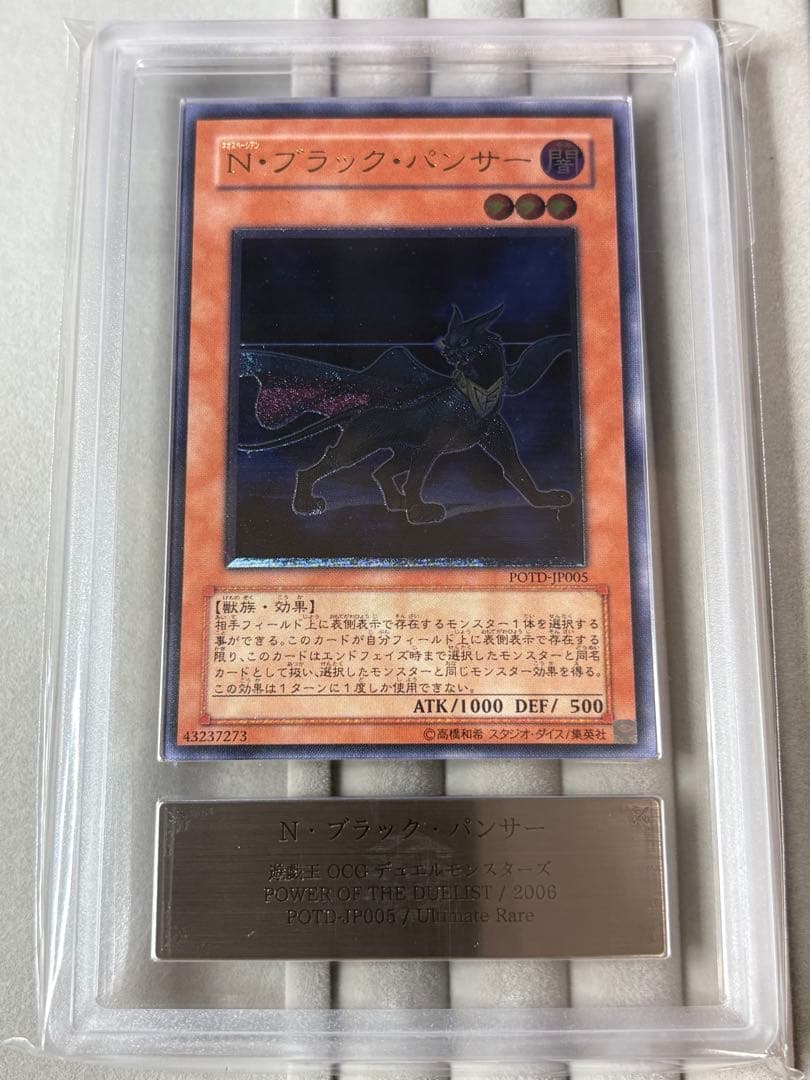 ネオスペーシアン
N・ブラック・パンサー
闇
POTD-JP005
【獣族・効果】
相手フィールド上に表側表示で存在するモンスター1体を選択する
事ができる。このカードが自分フィールド上に表側表示で存在する
限り、このカードはエンドフェイズ時まで選択したモンスターと同名
カードとして扱い、選択したモンスターと同じモンスター効果を得る。
この効果は1ターンに1度しか使用できない。
ATK/1000 DEF/ 500
43237273
©高橋和希 スタジオ・ダイス/集英社
N・ブラック・パンサー
遊戯王 OCG デュエルモンスターズ
POWER OF THE DUELIST / 2006
POTD-JP005 / Ultimate Rare